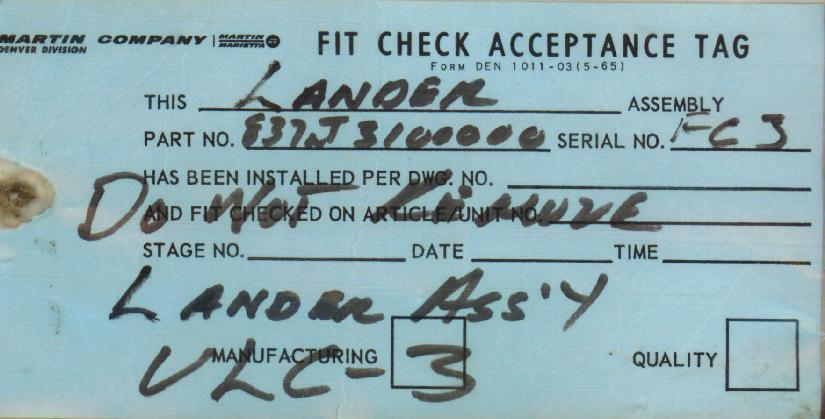 MARTIN COMPANY | MARTIN MARIETTA
DENVER DIVISION
FIT CHECK ACCEPTANCE TAG
FORM DEN 1011-03(5-65)
THIS LANDER ASSEMBLY
PART NO. 837J3100000 SERIAL NO. FC3
HAS BEEN INSTALLED PER DWG. NO.
Do Not REMOVE
AND FIT CHECKED ON ARTICLE/UNIT NO.
STAGE NO. DATE TIME
LANDER ASS'Y
MANUFACTURING QUALITY
VLC-3